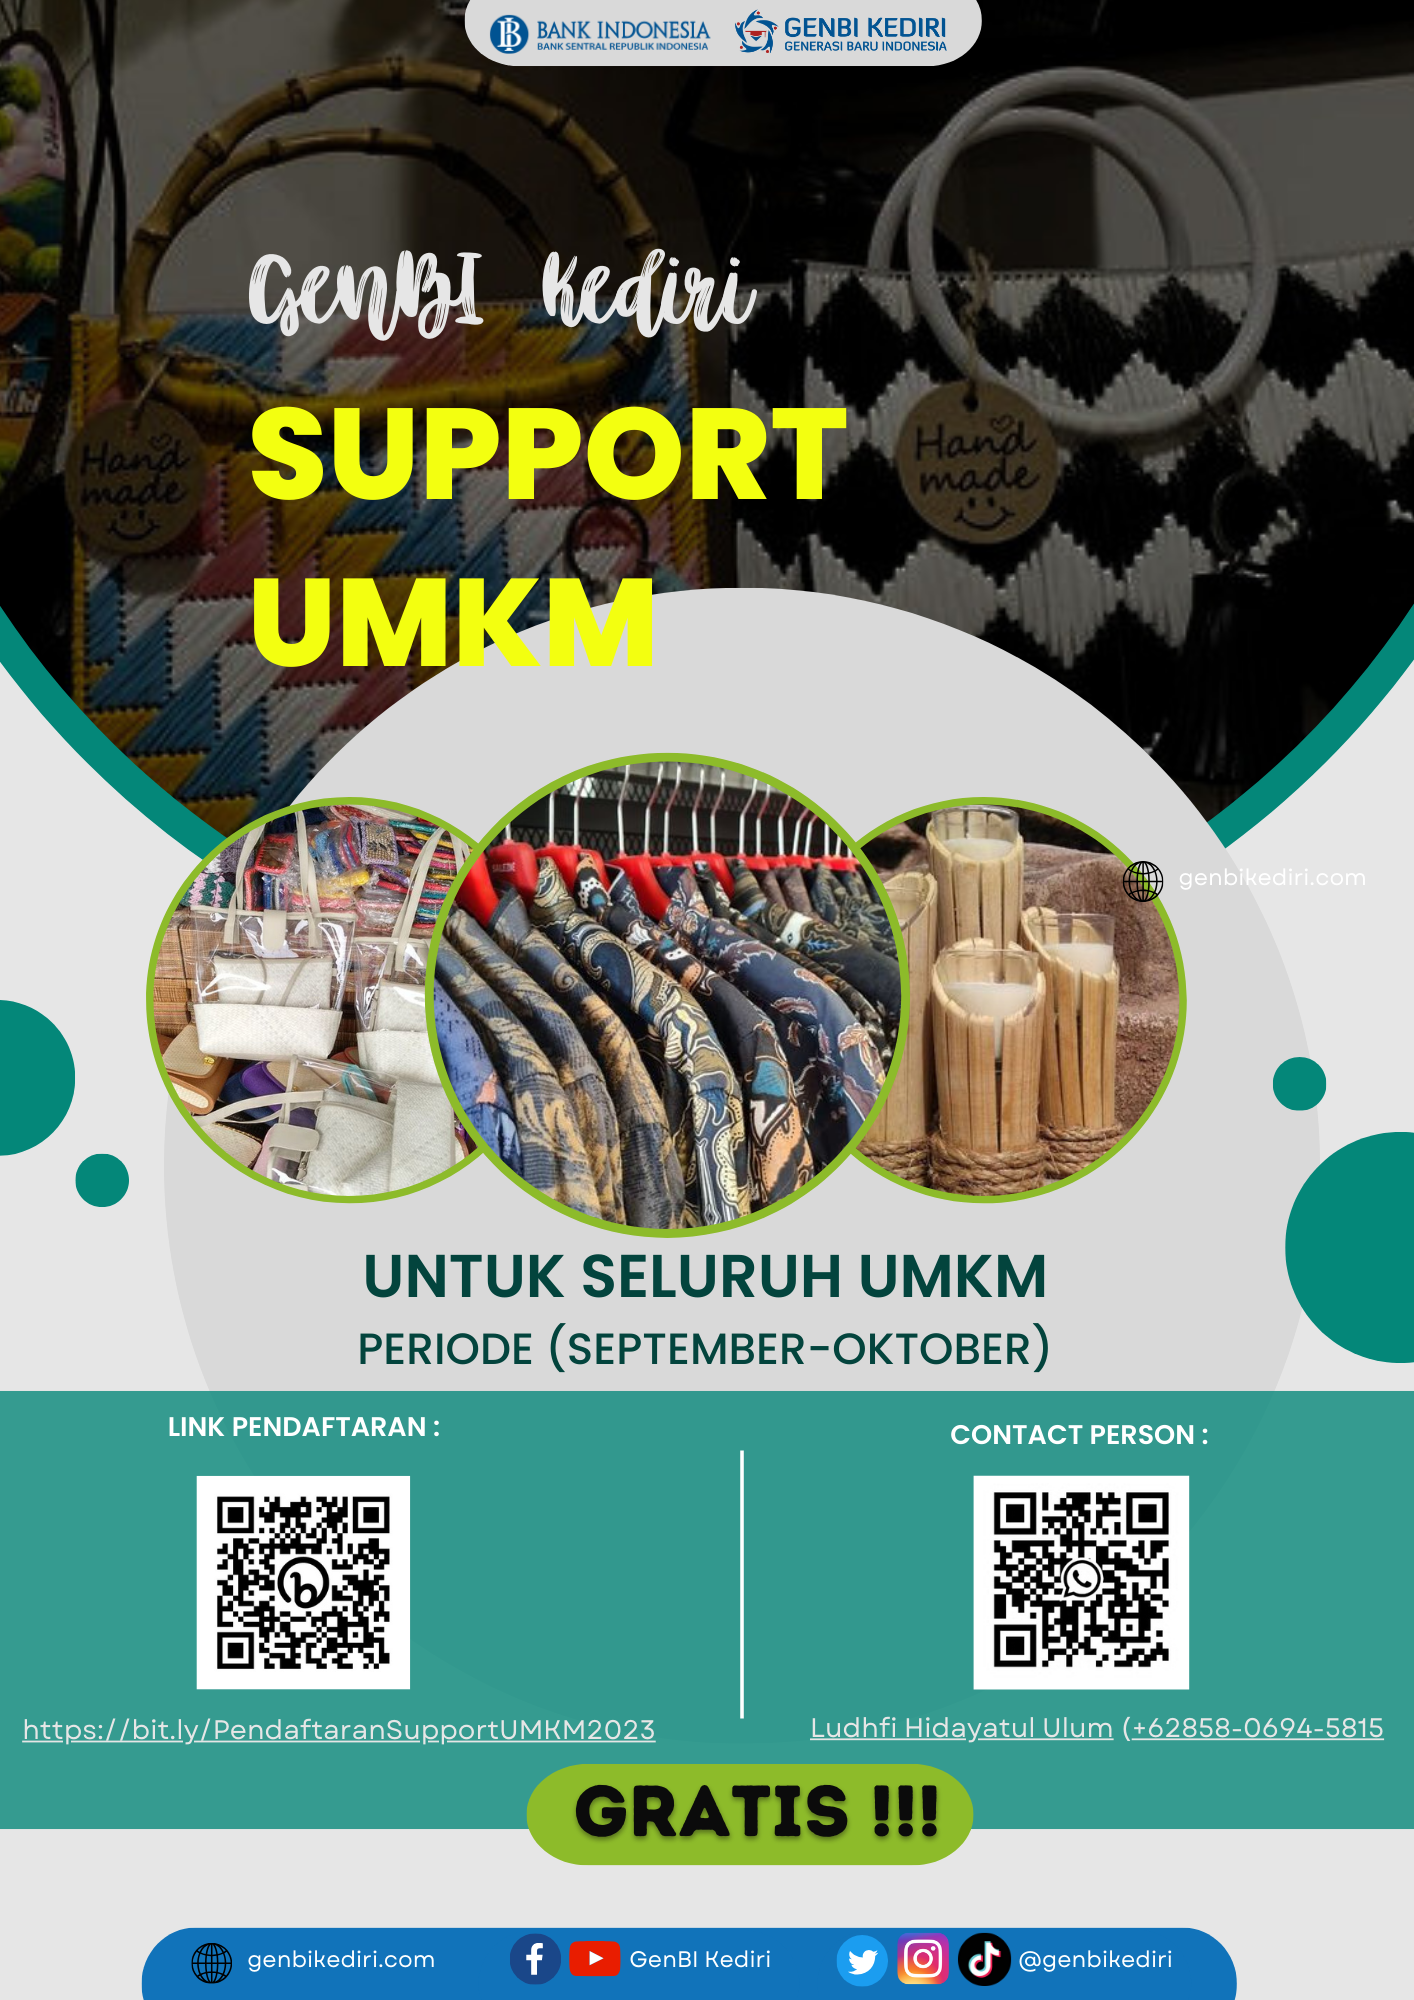 BANK INDONESIA
BANK SENTRAL REPUBLIK INDONESIA
GENBI KEDIRI
GENERASI BARU INDONESIA
GenBI Kediri
SUPPORT
UMKM
Hand
made
Hand
made
genbikediri.com
UNTUK SELURUH UMKM
PERIODE (SEPTEMBER-OKTOBER)
LINK PENDAFTARAN :
CONTACT PERSON :
https://bit.ly/PendaftaranSupportUMKM2023
Ludhfi Hidayatul Ulum (+62858-0694-5815
GRATIS !!!
genbikediri.com
GenBI Kediri
@genbikediri